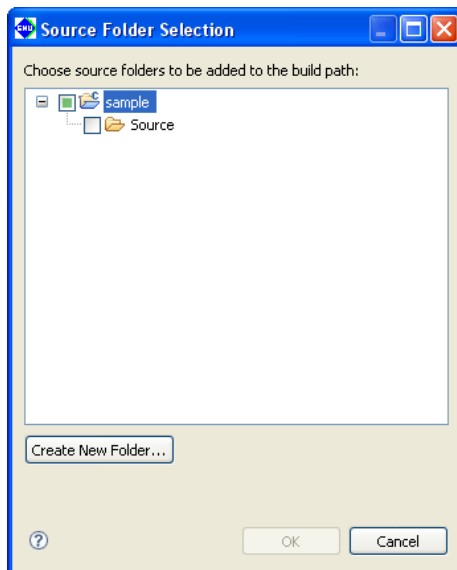 Source Folder Selection
Choose source folders to be added to the build path:
sample
Source
Create New Folder...
OK
Cancel